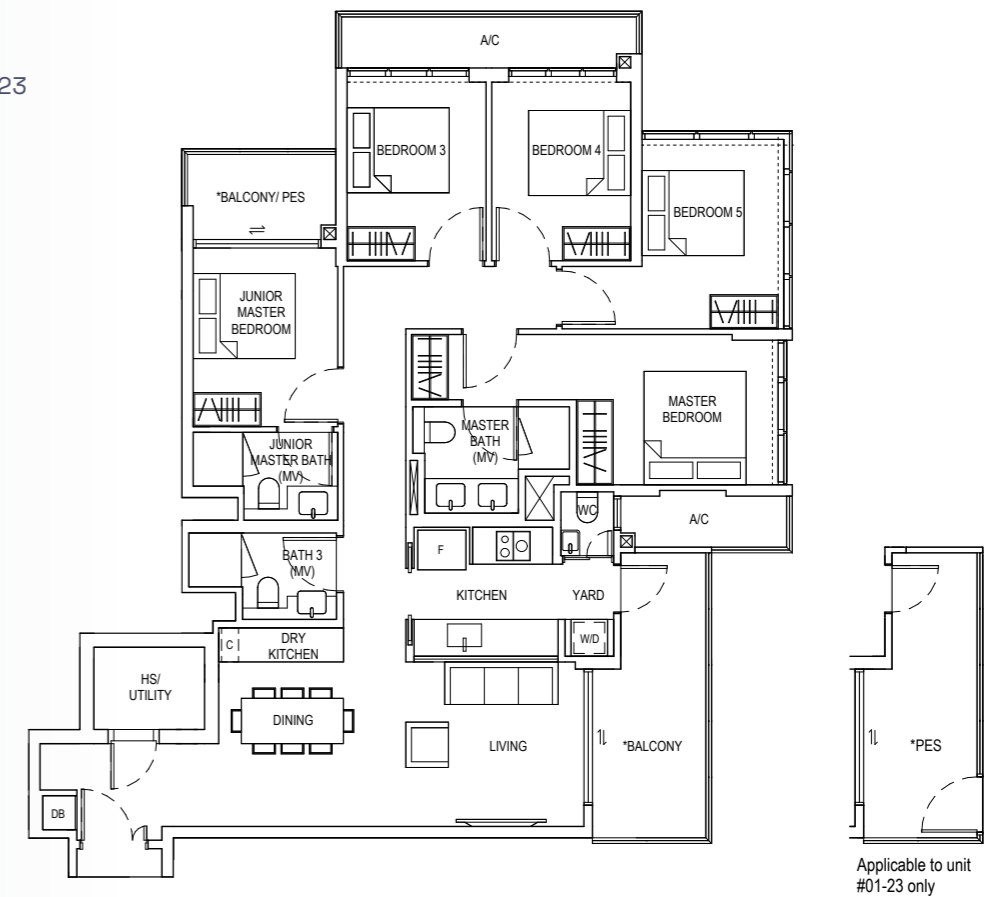 23
A/C
BEDROOM 3
BEDROOM 4
*BALCONY/ PES
BEDROOM 5
JUNIOR
MASTER
BEDROOM
MASTER
BEDROOM
MASTER
BATH
(MV)
JUNIOR
MASTER BATH
(MV)
WC
A/C
F
BATH 3
(MV)
KITCHEN
YARD
W/D
C
DRY
KITCHEN
HS/
UTILITY
DINING
LIVING
*BALCONY
*PES
DB
Applicable to unit
#01-23 only